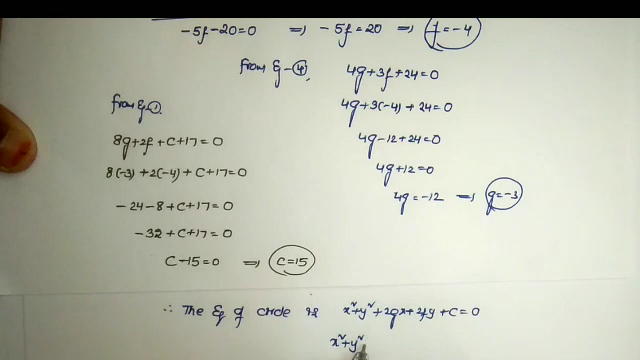 -5f-20=0 ⇒ -5f=20 ⇒ f=-4
from Eq-④, 4g+3f+24=0
4g+3(-4)+24=0
4g-12+24=0
4g+12=0
4g=-12 ⇒ g=-3
from Eq-①,
8g+2f+c+17=0
8(-3)+2(-4)+c+17=0
-24-8+c+17=0
-32+c+17=0
c-15=0 ⇒ c=15
∴ The Eq of circle is x²+y²+2gx+2fy+c=0
x²+y²